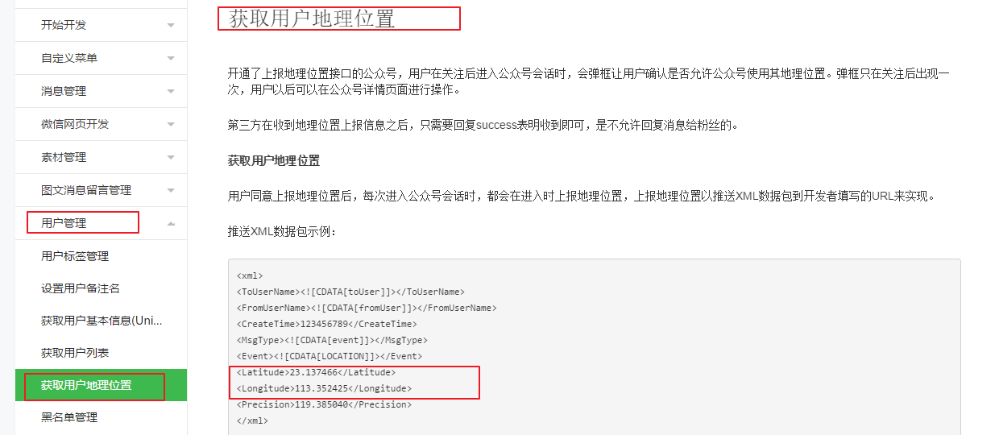 开始开发
自定义菜单
消息管理
微信网页开发
素材管理
图文消息留言管理
用户管理
用户标签管理
设置用户备注名
获取用户基本信息(Uni...
获取用户列表
获取用户地理位置
黑名单管理
获取用户地理位置
开通了上报地理位置接口的公众号，用户在关注后进入公众号会话时，会弹框让用户确认是否允许公众号使用其地理位置。弹框只在关注后出现一
次，用户以后可以在公众号详情页面进行操作。
第三方在收到地理位置上报信息之后，只需要回复success表明收到即可，是不允许回复消息给粉丝的。
获取用户地理位置
用户同意上报地理位置后，每次进入公众号会话时，都会在进入时上报地理位置，上报地理位置以推送XML数据包到开发者填写的URL来实现。
推送XML数据包示例：
<xml>
<ToUserName><![CDATA[toUser]]></ToUserName>
<FromUserName><![CDATA[fromUser]]></FromUserName>
<CreateTime>123456789</CreateTime>
<MsgType><![CDATA[event]]></MsgType>
<Event><![CDATA[LOCATION]]></Event>
<Latitude>23.137466</Latitude>
<Longitude>113.352425</Longitude>
<Precision>119.385040</Precision>
</xml>